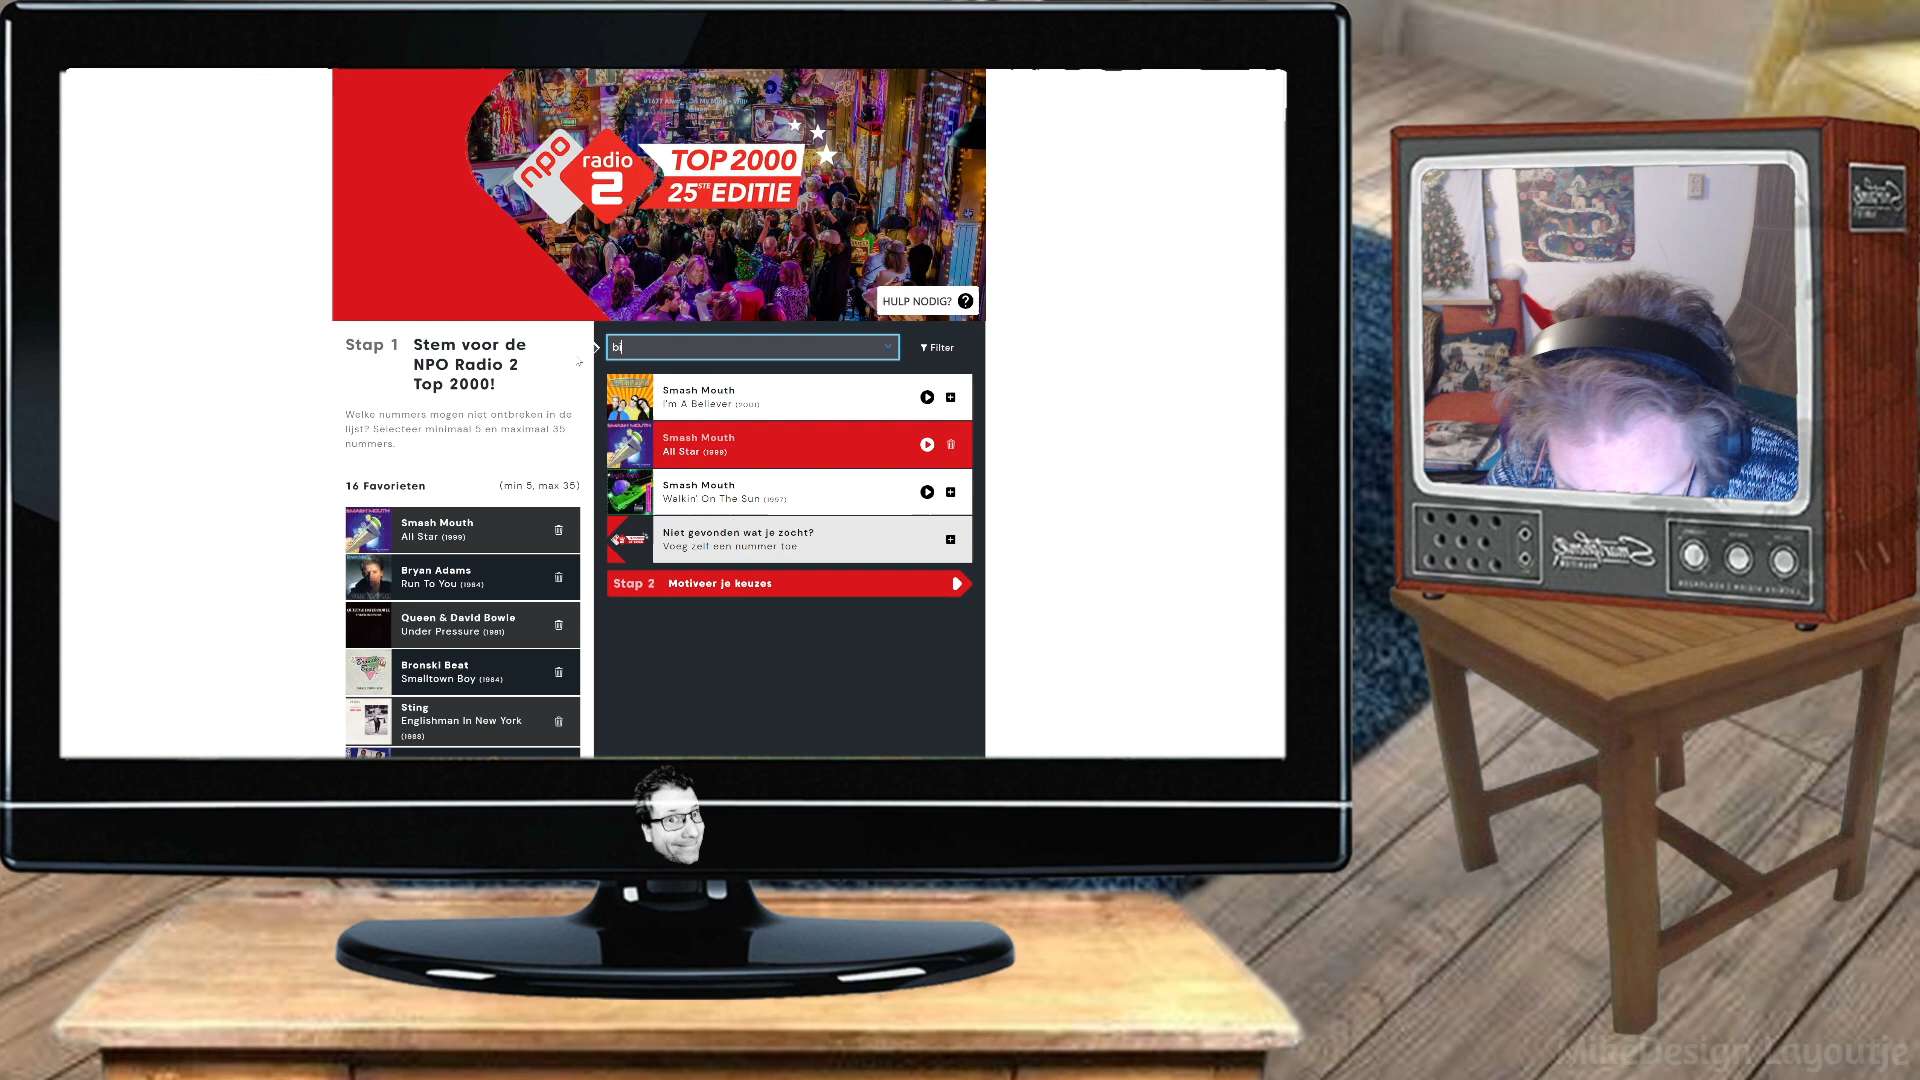 npo
radio
2
TOP 2000
25STE EDITIE
HULP NODIG? ?
Stap 1 Stem voor de
NPO Radio 2
Top 2000!
Welke nummers mogen niet ontbreken in de
lijst? Selecteer minimaal 5 en maximaal 35
nummers.
16 Favorieten (min 5, max 35)
Smash Mouth
All Star (1999)
Bryan Adams
Run To You (1984)
Queen & David Bowie
Under Pressure (1981)
Bronski Beat
Smalltown Boy (1984)
Sting
Englishman In New York
(1988)
bi
Filter
Smash Mouth
I'm A Believer (2001)
Smash Mouth
All Star (1999)
Smash Mouth
Walkin' On The Sun (1997)
Niet gevonden wat je zocht?
Voeg zelf een nummer toe
Stap 2 Motiveer je keuzes
MikeDesign Layoutje